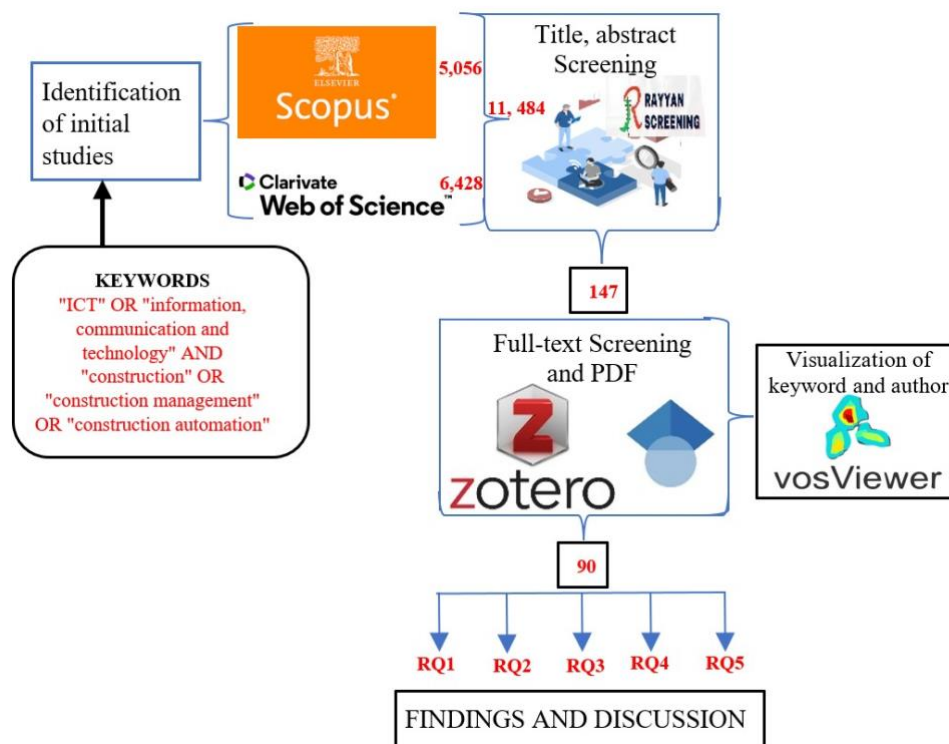 Identification
of initial
studies
KEYWORDS
"ICT" OR "information,
communication and
technology" AND
"construction" OR
"construction management"
OR "construction automation"
ELSEVIER
Scopus
5,056
Clarivate
Web of Science™
6,428
Title, abstract
Screening
11, 484
R RAYYAN
SCREENING
147
Full-text Screening
and PDF
Z
zotero
Visualization of
keyword and author
vosViewer
90
RQ1 RQ2 RQ3 RQ4 RQ5
FINDINGS AND DISCUSSION